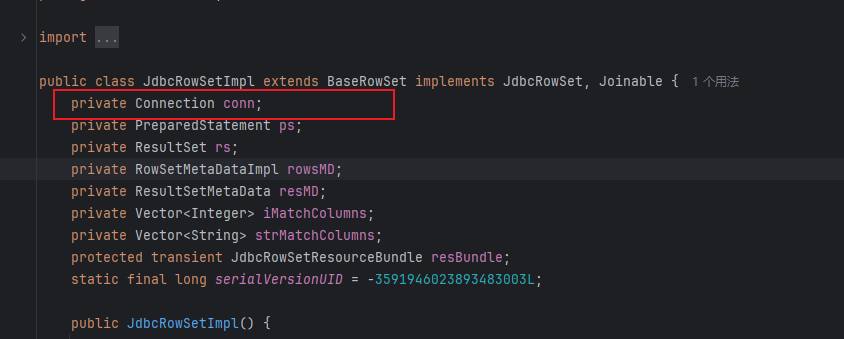 import ...
public class JdbcRowSetImpl extends BaseRowSet implements JdbcRowSet, Joinable { 1 个用法
private Connection conn;
private PreparedStatement ps;
private ResultSet rs;
private RowSetMetaDataImpl rowsMD;
private ResultSetMetaData resMD;
private Vector<Integer> iMatchColumns;
private Vector<String> strMatchColumns;
protected transient JdbcRowSetResourceBundle resBundle;
static final long serialVersionUID = -3591946023893483003L;
public JdbcRowSetImpl() {